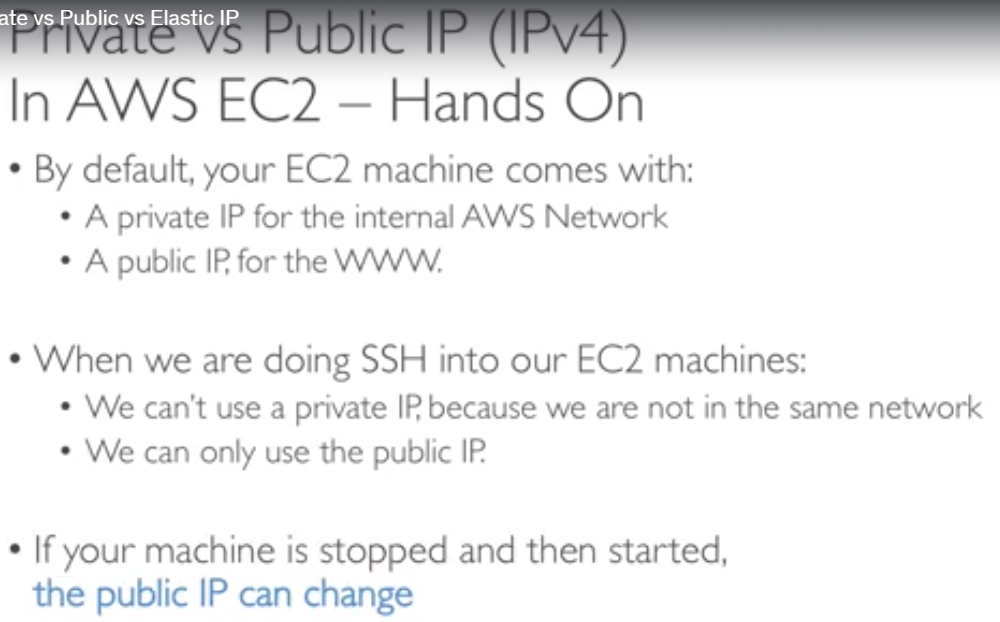 ate vs Public vs Elastic IP
Private vs Public IP (IPv4)
In AWS EC2 – Hands On
• By default, your EC2 machine comes with:
• A private IP for the internal AWS Network
• A public IP, for the WWW.
• When we are doing SSH into our EC2 machines:
• We can't use a private IP, because we are not in the same network
• We can only use the public IP.
• If your machine is stopped and then started,
the public IP can change